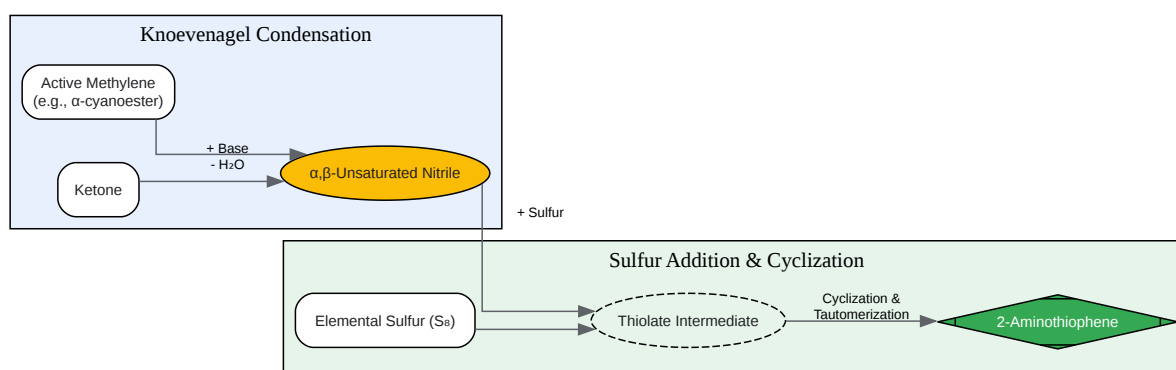 Knoevenagel Condensation
Active Methylene
(e.g., α-cyanoester)
+ Base
- H₂O
Ketone
α,β-Unsaturated Nitrile
+ Sulfur
Sulfur Addition & Cyclization
Elemental Sulfur (S₈)
Thiolate Intermediate
Cyclization &
Tautomerization
2-Aminothiophene